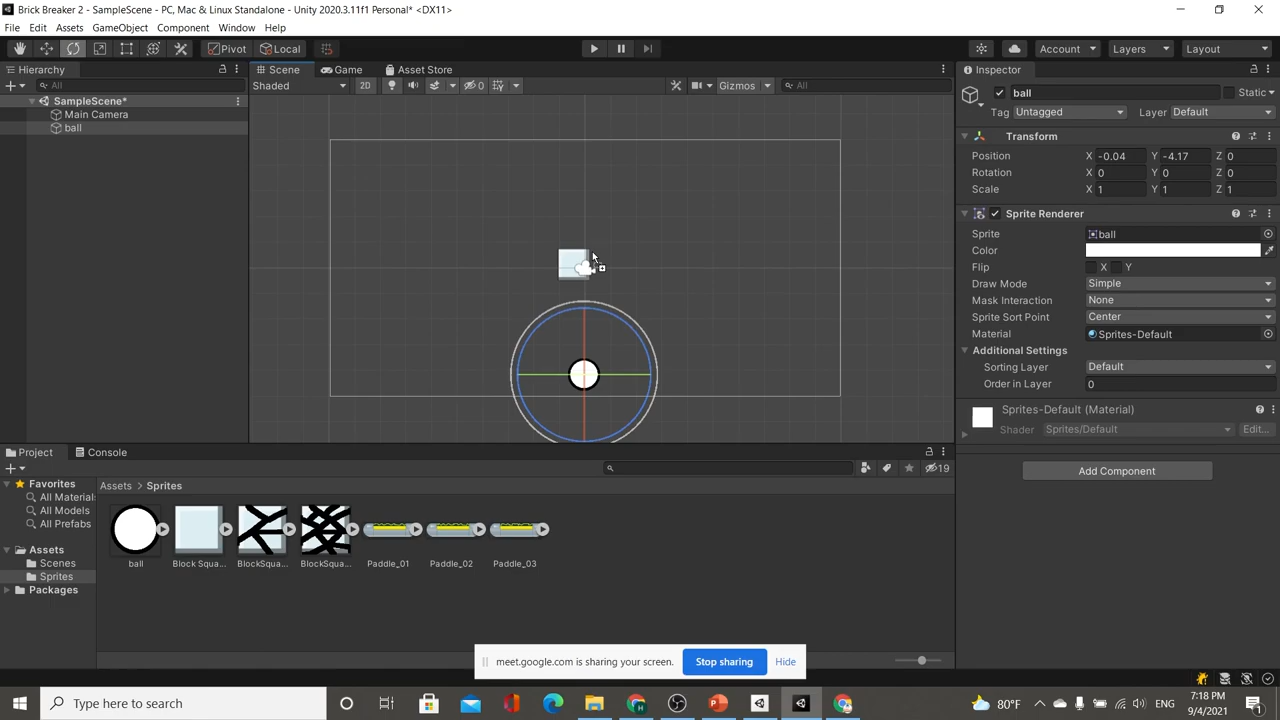 Brick Breaker 2 - SampleScene - PC, Mac & Linux Standalone - Unity 2020.3.11f1 Personal* <DX11>
File Edit Assets GameObject Component Window Help
Pivot Local Account Layers Layout
Hierarchy
All
SampleScene*
Main Camera
ball
Scene Game Asset Store
Shaded 2D 0 Gizmos All
Inspector
ball Static
Tag Untagged Layer Default
Transform
Position X -0.04 Y -4.17 Z 0
Rotation X 0 Y 0 Z 0
Scale X 1 Y 1 Z 1
Sprite Renderer
Sprite ball
Color
Flip X Y
Draw Mode Simple
Mask Interaction None
Sprite Sort Point Center
Material Sprites-Default
Additional Settings
Sorting Layer Default
Order in Layer 0
Sprites-Default (Material)
Shader Sprites/Default Edit...
Add Component
Project Console
19
Favorites
All Material
All Models
All Prefabs
Assets
Scenes
Sprites
Packages
Assets > Sprites
ball Block Squa... BlockSqua... BlockSqua... Paddle_01 Paddle_02 Paddle_03
meet.google.com is sharing your screen. Stop sharing Hide
Type here to search
80°F ENG 7:18 PM
9/4/2021
1